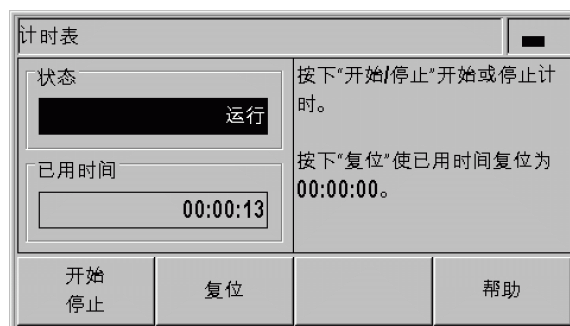 计时表
状态
运行
已用时间
00:00:13
按下“开始/停止”开始或停止计
时。
按下“复位”使已用时间复位为
00:00:00。
开始
停止
复位
帮助